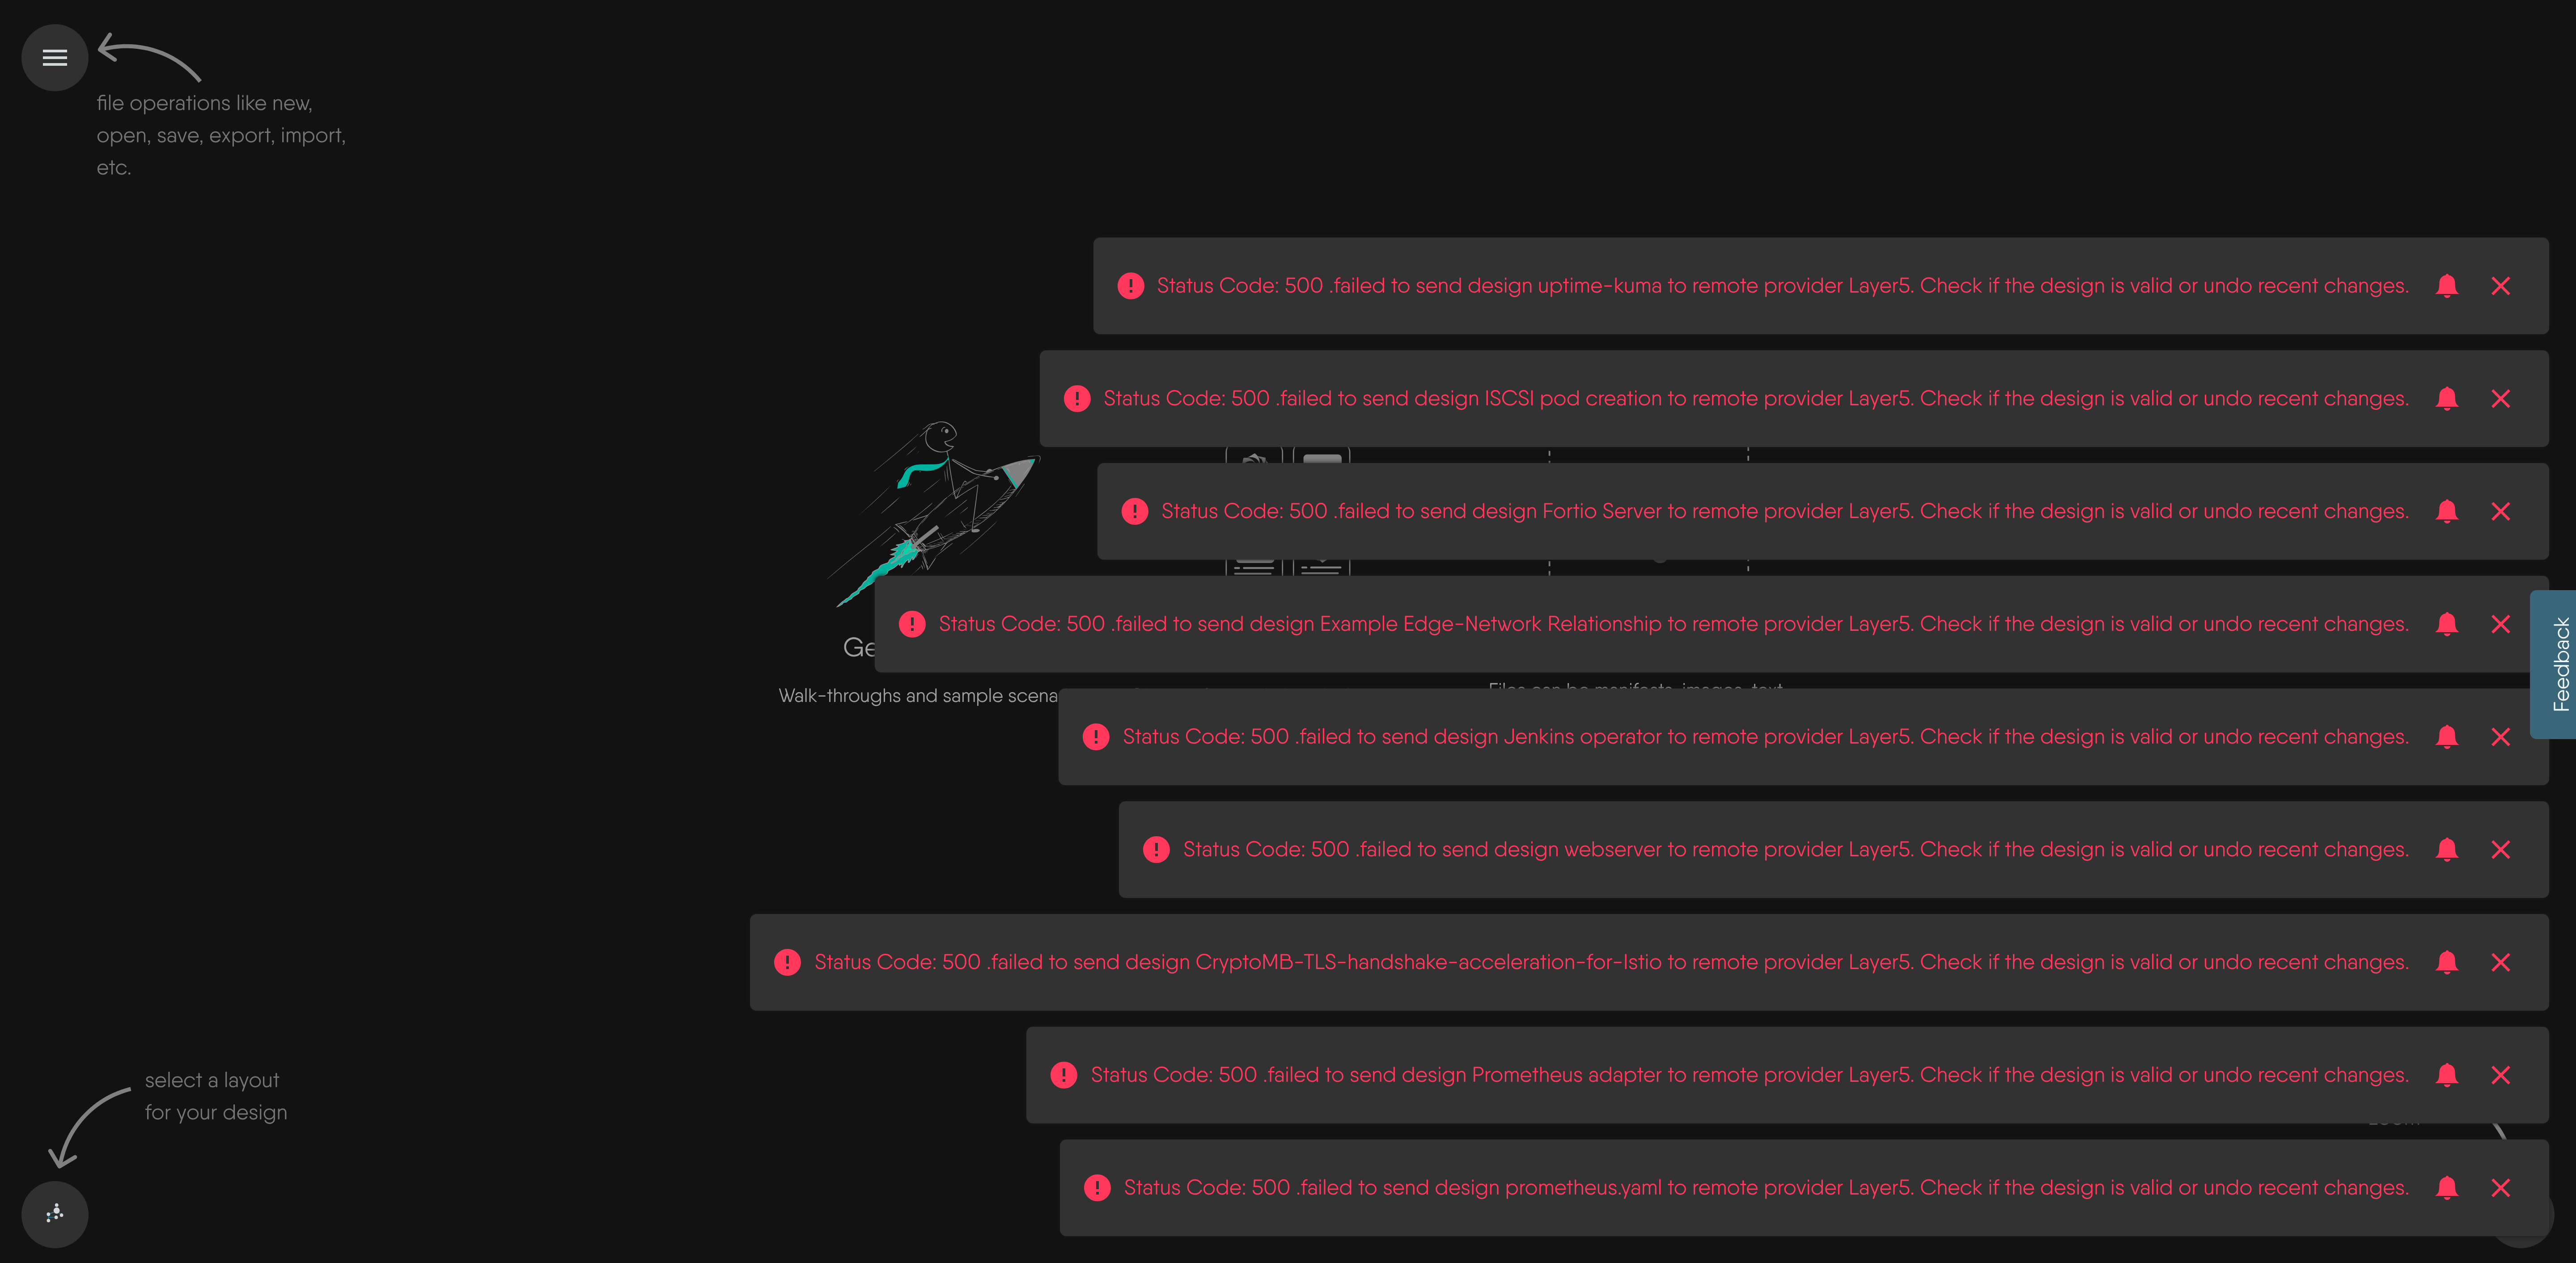 file operations like new,
open, save, export, import,
etc.
Status Code: 500 .failed to send design uptime-kuma to remote provider Layer5. Check if the design is valid or undo recent changes.
Status Code: 500 .failed to send design ISCSI pod creation to remote provider Layer5. Check if the design is valid or undo recent changes.
Status Code: 500 .failed to send design Fortio Server to remote provider Layer5. Check if the design is valid or undo recent changes.
Status Code: 500 .failed to send design Example Edge-Network Relationship to remote provider Layer5. Check if the design is valid or undo recent changes.
Ge
Walk-throughs and sample scena
Files can be manifests, images, text
Feedback
Status Code: 500 .failed to send design Jenkins operator to remote provider Layer5. Check if the design is valid or undo recent changes.
Status Code: 500 .failed to send design webserver to remote provider Layer5. Check if the design is valid or undo recent changes.
Status Code: 500 .failed to send design CryptoMB-TLS-handshake-acceleration-for-Istio to remote provider Layer5. Check if the design is valid or undo recent changes.
Status Code: 500 .failed to send design Prometheus adapter to remote provider Layer5. Check if the design is valid or undo recent changes.
select a layout
for your design
Status Code: 500 .failed to send design prometheus.yaml to remote provider Layer5. Check if the design is valid or undo recent changes.